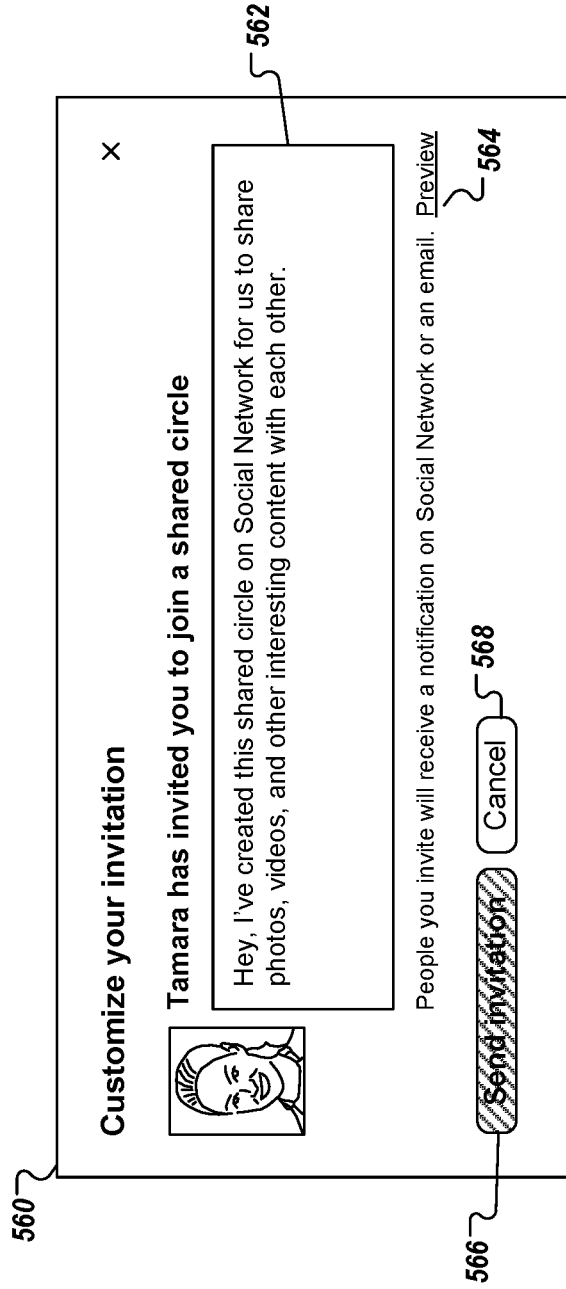 560
Customize your invitation
×
Tamara has invited you to join a shared circle
562
Hey, I've created this shared circle on Social Network for us to share
photos, videos, and other interesting content with each other.
People you invite will receive a notification on Social Network or an email. Preview
564
566
Send invitation
Cancel
568